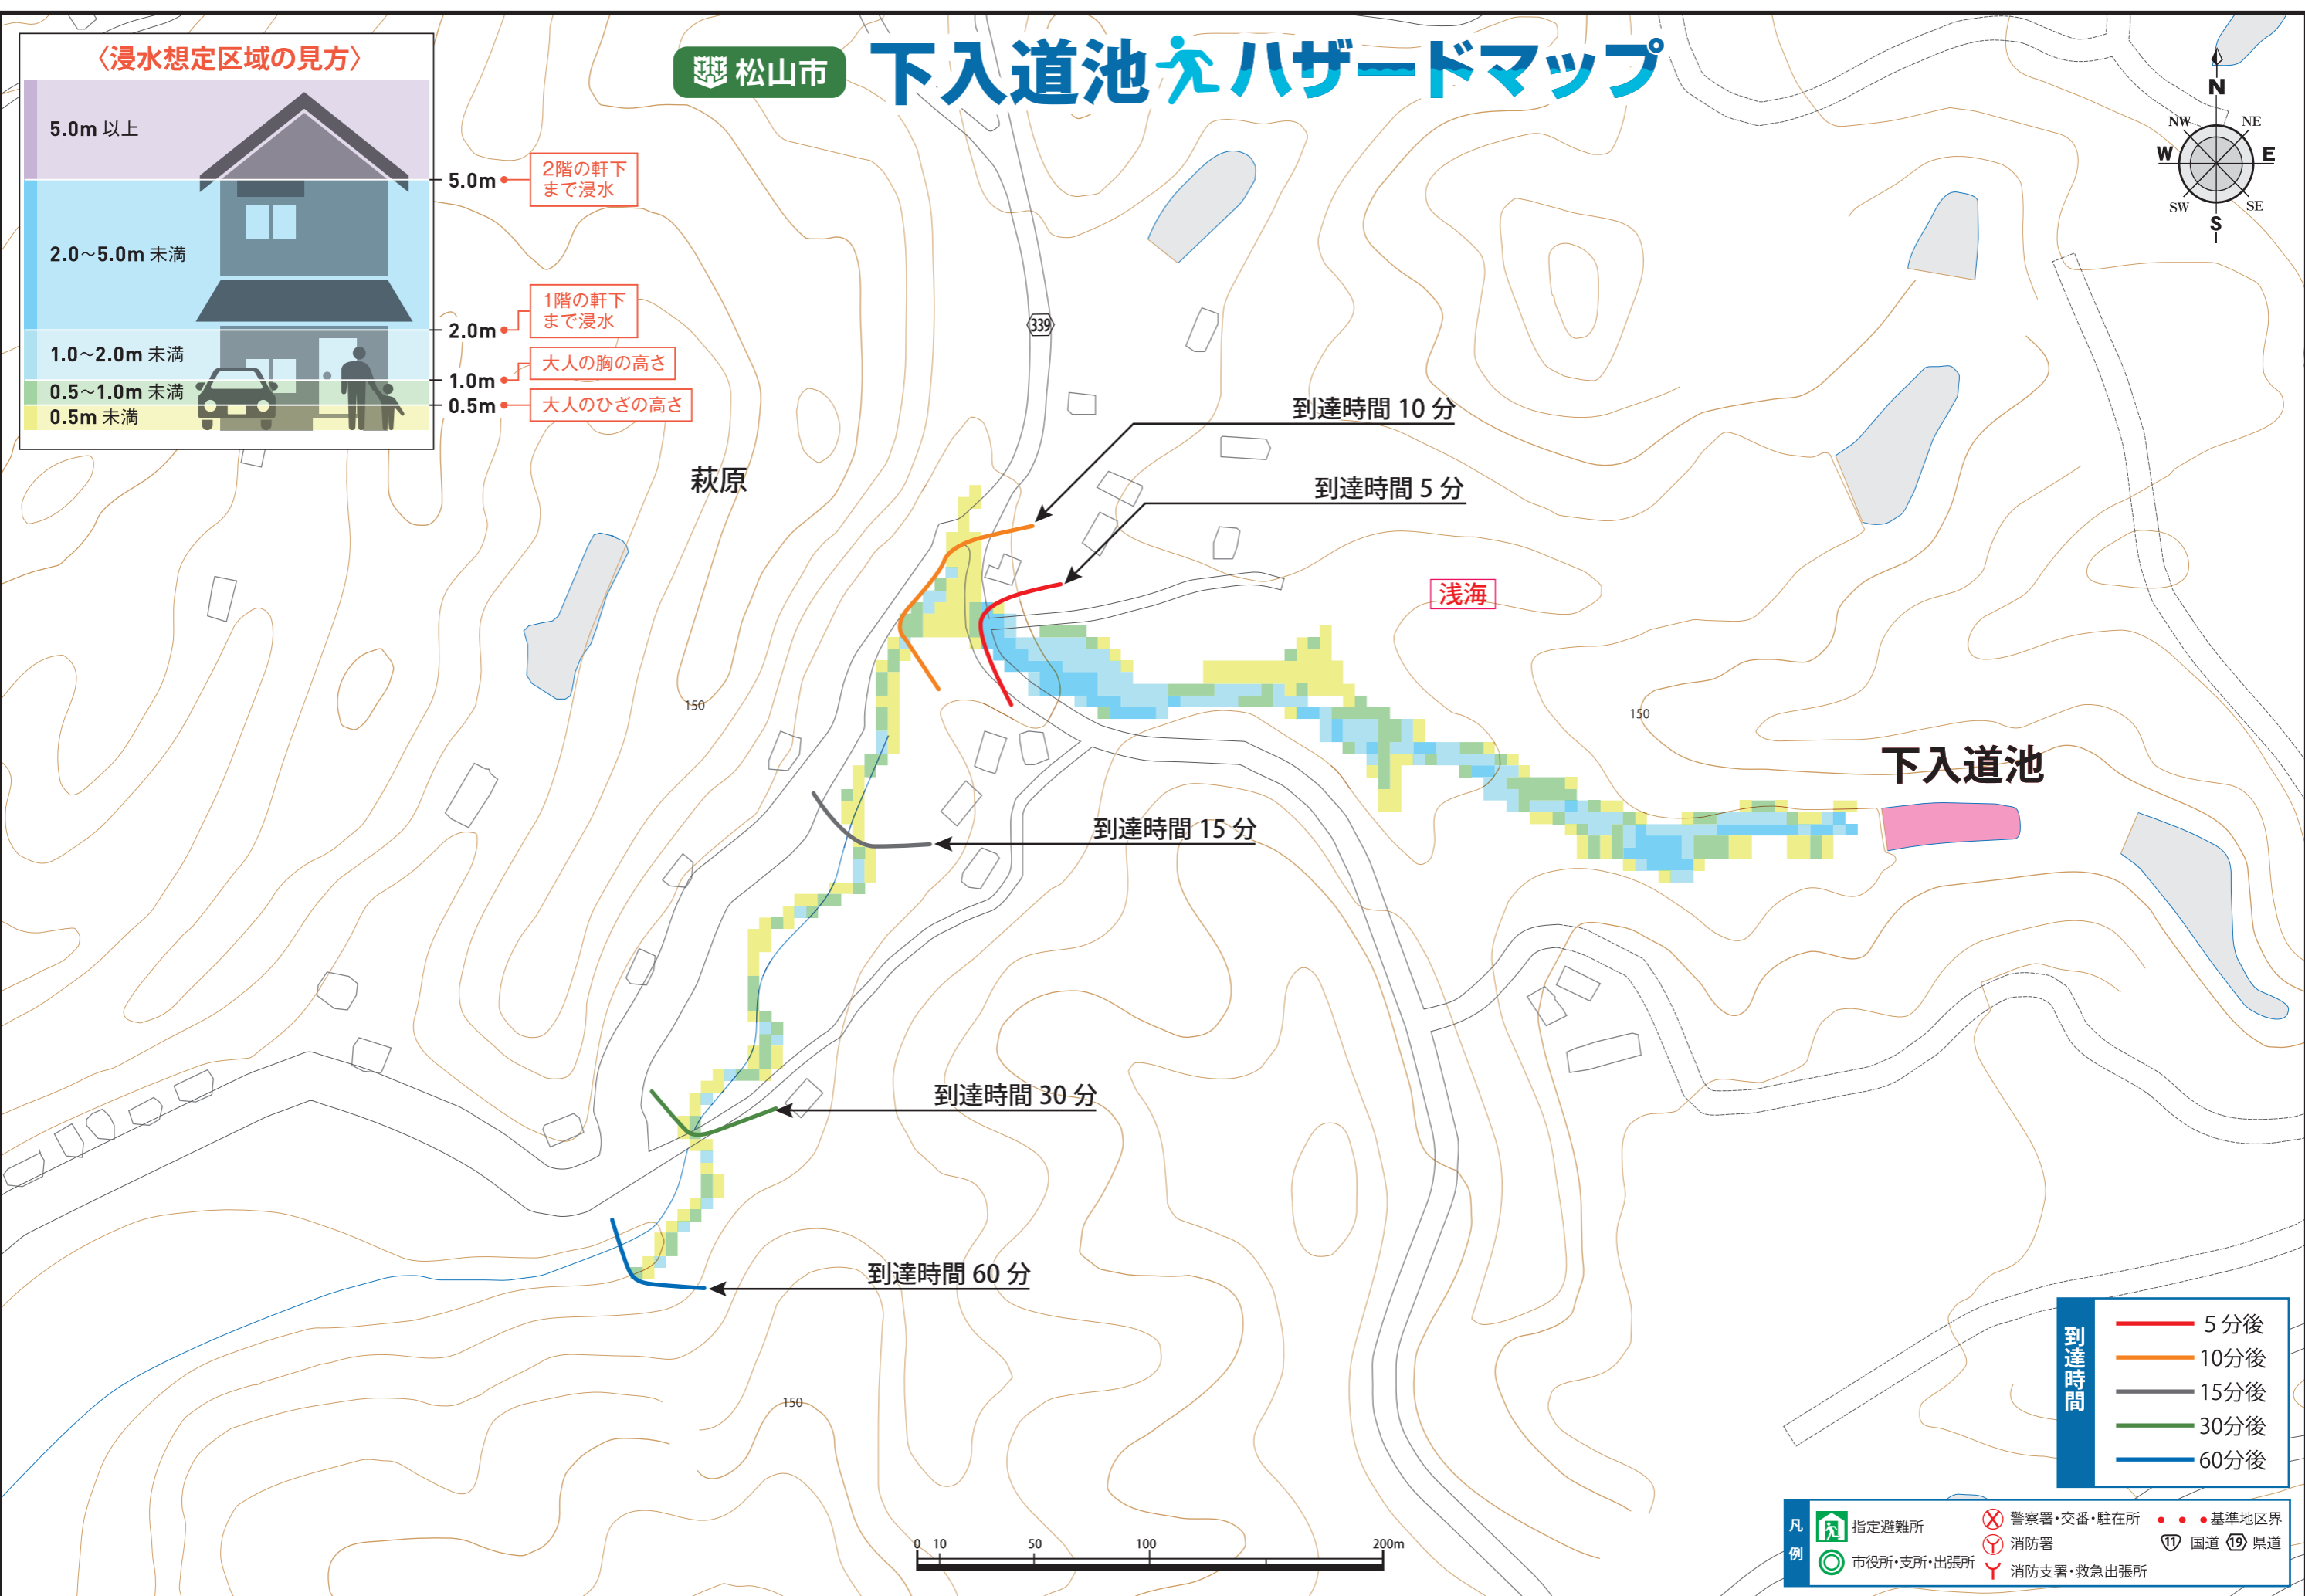 松山市 下入道池 ハザードマップ
〈浸水想定区域の見方〉
5.0m 以上
2.0～5.0m 未満
1.0～2.0m 未満
0.5～1.0m 未満
0.5m 未満
5.0m
2階の軒下
まで浸水
2.0m
1階の軒下
まで浸水
1.0m
大人の胸の高さ
0.5m
大人のひざの高さ
N
NW
NE
W
E
SW
SE
S
339
到達時間 10 分
萩原
到達時間 5 分
浅海
150
150
下入道池
到達時間 15 分
到達時間 30 分
到達時間 60 分
150
到達時間
5 分後
10分後
15分後
30分後
60分後
0 10 50 100 200m
凡例
指定避難所
市役所・支所・出張所
警察署・交番・駐在所
消防署
消防支署・救急出張所
基準地区界
11 国道 19 県道